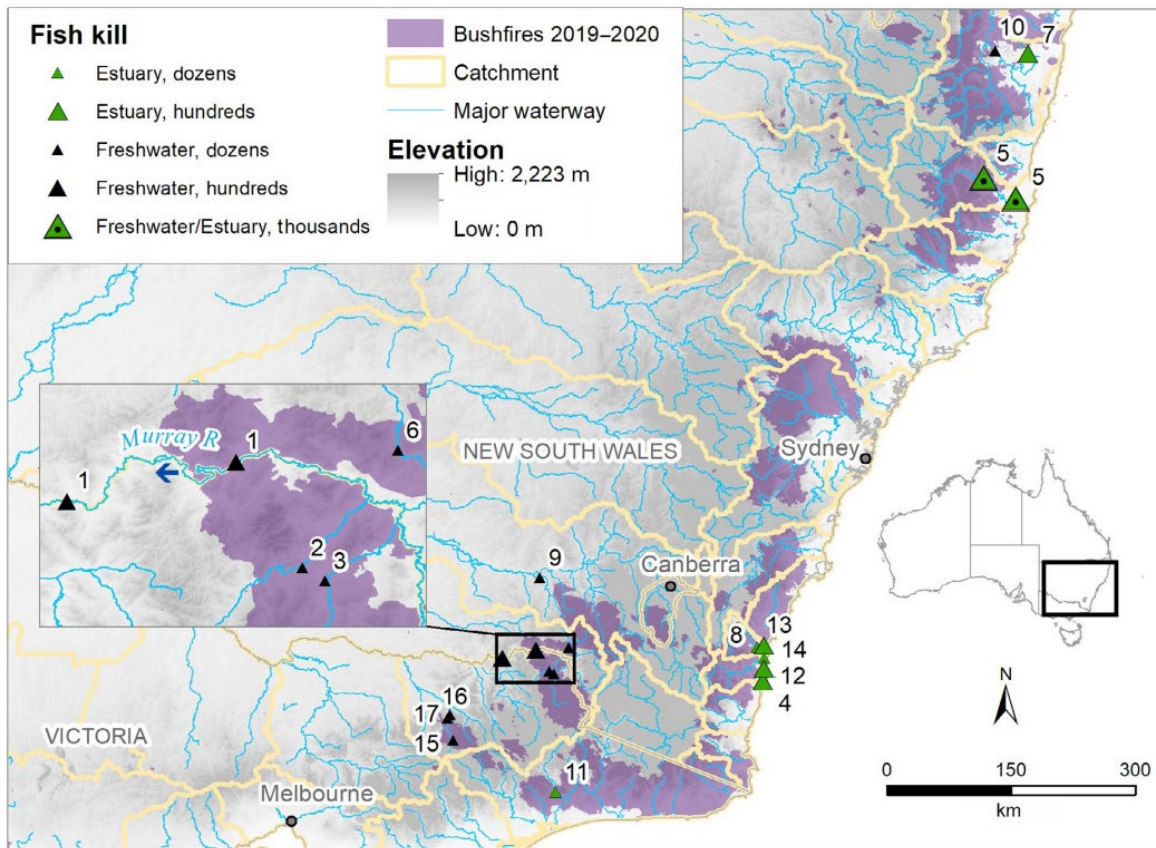 Fish kill
Estuary, dozens
Estuary, hundreds
Freshwater, dozens
Freshwater, hundreds
Freshwater/Estuary, thousands
Bushfires 2019–2020
Catchment
Major waterway
Elevation
High: 2,223 m
Low: 0 m
10
7
5
5
Murray R
1
1
6
2
3
NEW SOUTH WALES
Sydney
9
Canberra
8
13
14
12
4
16
17
15
VICTORIA
11
Melbourne
N
0
150
300
km